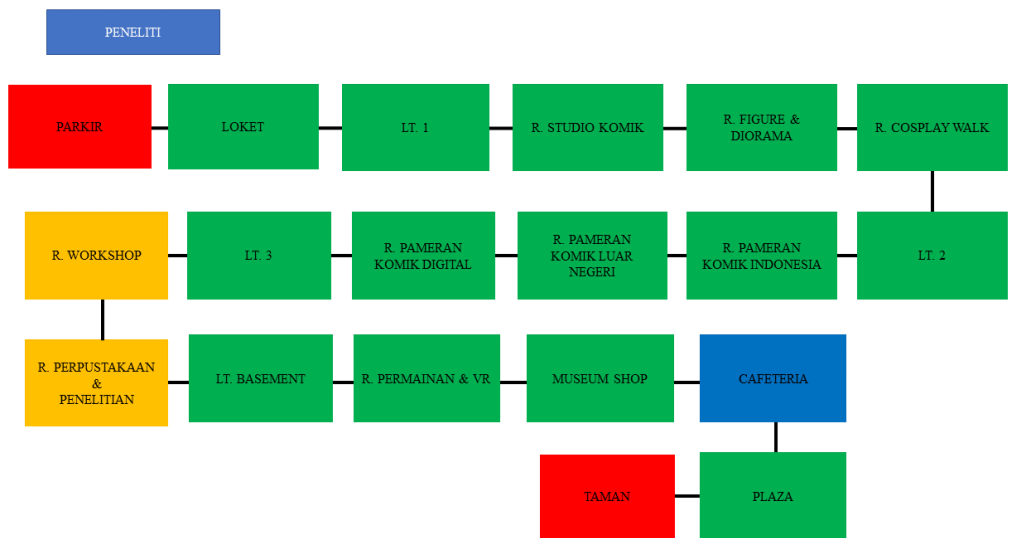 PENELITI
PARKIR
LOKET
LT. 1
R. STUDIO KOMIK
R. FIGURE &
DIORAMA
R. COSPLAY WALK
R. WORKSHOP
LT. 3
R. PAMERAN
KOMIK DIGITAL
R. PAMERAN
KOMIK LUAR
NEGERI
R. PAMERAN
KOMIK INDONESIA
LT. 2
R. PERPUSTAKAAN
&
PENELITIAN
LT. BASEMENT
R. PERMAINAN & VR
MUSEUM SHOP
CAFETERIA
TAMAN
PLAZA